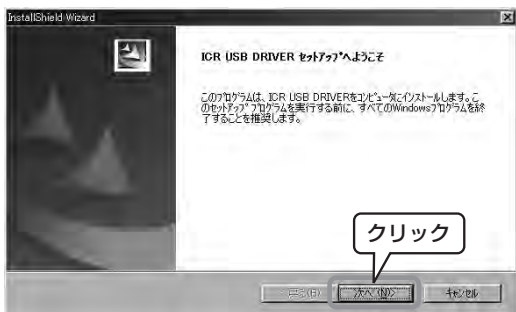 InstallShield Wizard
ICR USB DRIVER ｾｯﾄｱｯﾌﾟへようこそ
このﾌﾟﾛｸﾞﾗﾑは、ICR USB DRIVERをｺﾝﾋﾟｭｰﾀにｲﾝｽﾄｰﾙします。こ
のｾｯﾄｱｯﾌﾟ ﾌﾟﾛｸﾞﾗﾑを実行する前に、すべてのWindowsﾌﾟﾛｸﾞﾗﾑを終
了することを推奨します。
クリック
< 戻る(B) 次へ(N)> ｷｬﾝｾﾙ